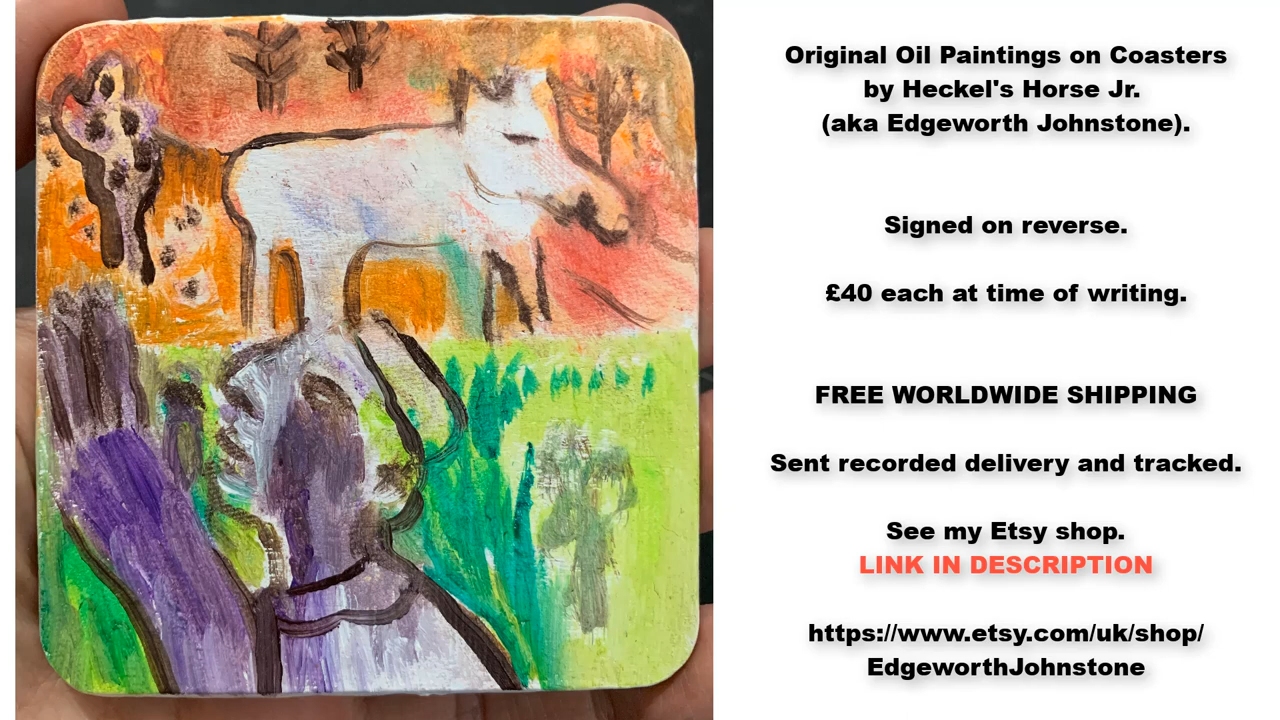 Original Oil Paintings on Coasters
by Heckel's Horse Jr.
(aka Edgeworth Johnstone).
Signed on reverse.
£40 each at time of writing.
FREE WORLDWIDE SHIPPING
Sent recorded delivery and tracked.
See my Etsy shop.
LINK IN DESCRIPTION
https://www.etsy.com/uk/shop/
EdgeworthJohnstone